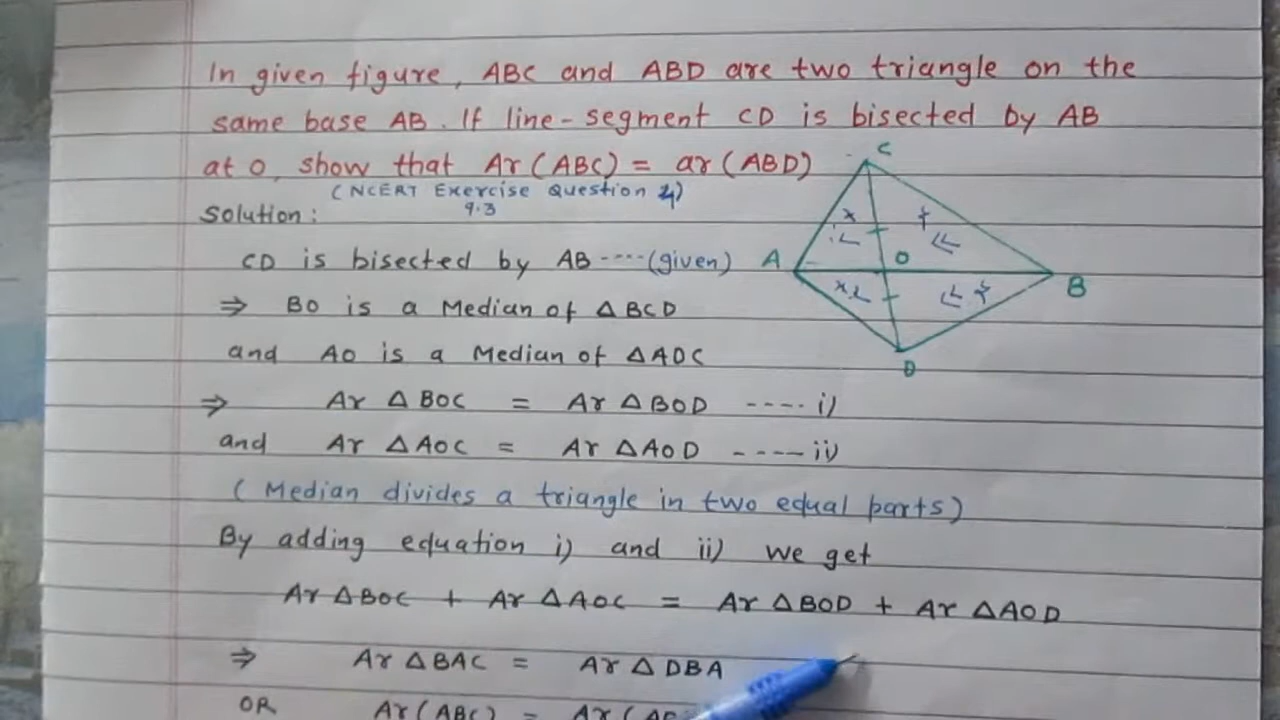 In given figure, ABC and ABD are two triangle on the
same base AB. If line-segment CD is bisected by AB
at O, show that Ar(ABC) = ar(ABD)
(NCERT Exercise Question 4)
9.3
Solution:
CD is bisected by AB ----(given)
⇒ BO is a Median of △BCD
and AO is a Median of △ADC
⇒ Ar △BOC = Ar △BOD ----- i)
and Ar △AOC = Ar △AOD ----- ii)
(Median divides a triangle in two equal parts)
By adding equation i) and ii) we get
Ar △BOC + Ar △AOC = Ar △BOD + Ar △AOD
⇒ Ar △BAC = Ar △DBA
OR Ar(ABC) = Ar(
C
A
O
B
D